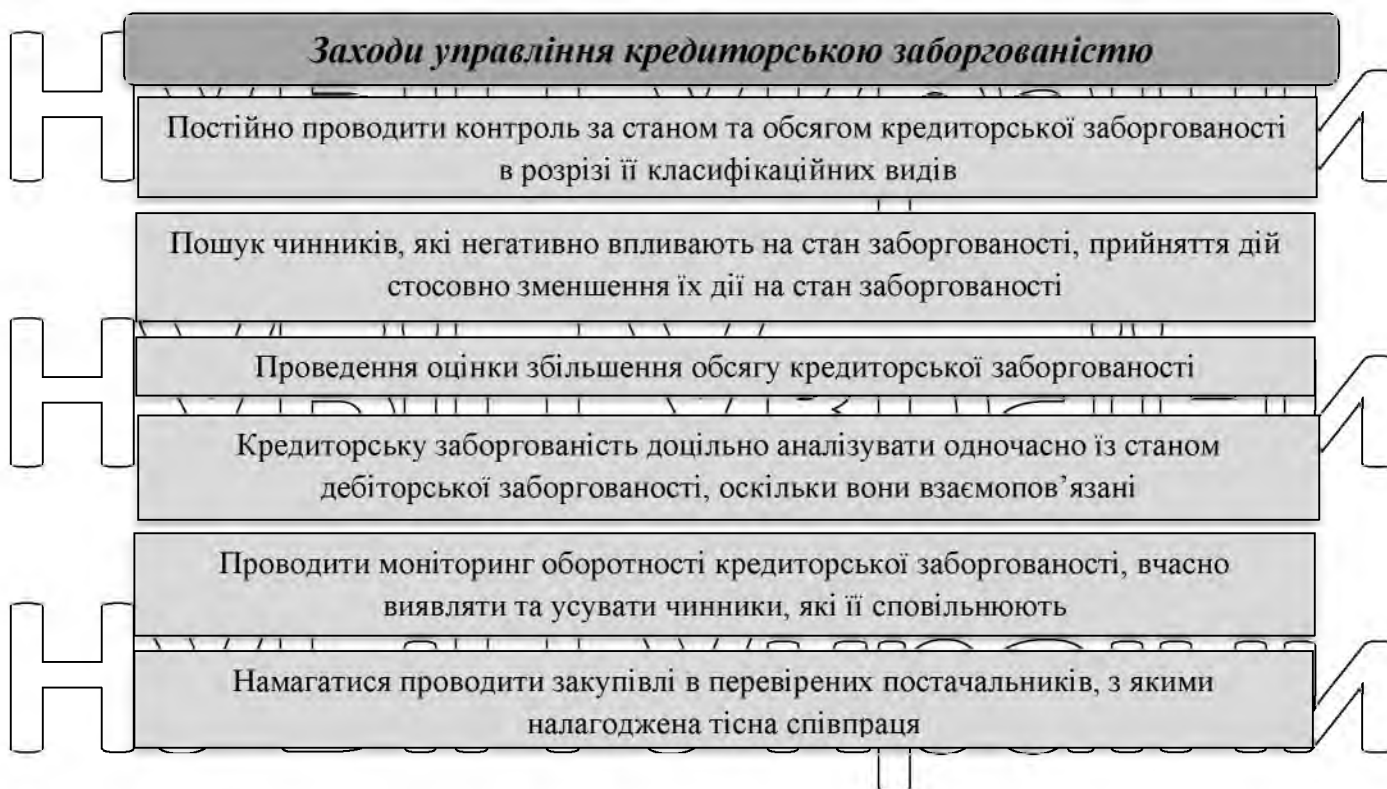 Заходи управління кредиторською заборгованістю
Постійно проводити контроль за станом та обсягом кредиторської заборгованості
в розрізі її класифікаційних видів
Пошук чинників, які негативно впливають на стан заборгованості, прийняття дій
стосовно зменшення їх дії на стан заборгованості
Проведення оцінки збільшення обсягу кредиторської заборгованості
Кредиторську заборгованість доцільно аналізувати одночасно із станом
дебіторської заборгованості, оскільки вони взаємопов’язані
Проводити моніторинг оборотності кредиторської заборгованості, вчасно
виявляти та усувати чинники, які її сповільнюють
Намагатися проводити закупівлі в перевірених постачальників, з якими
налагоджена тісна співпраця